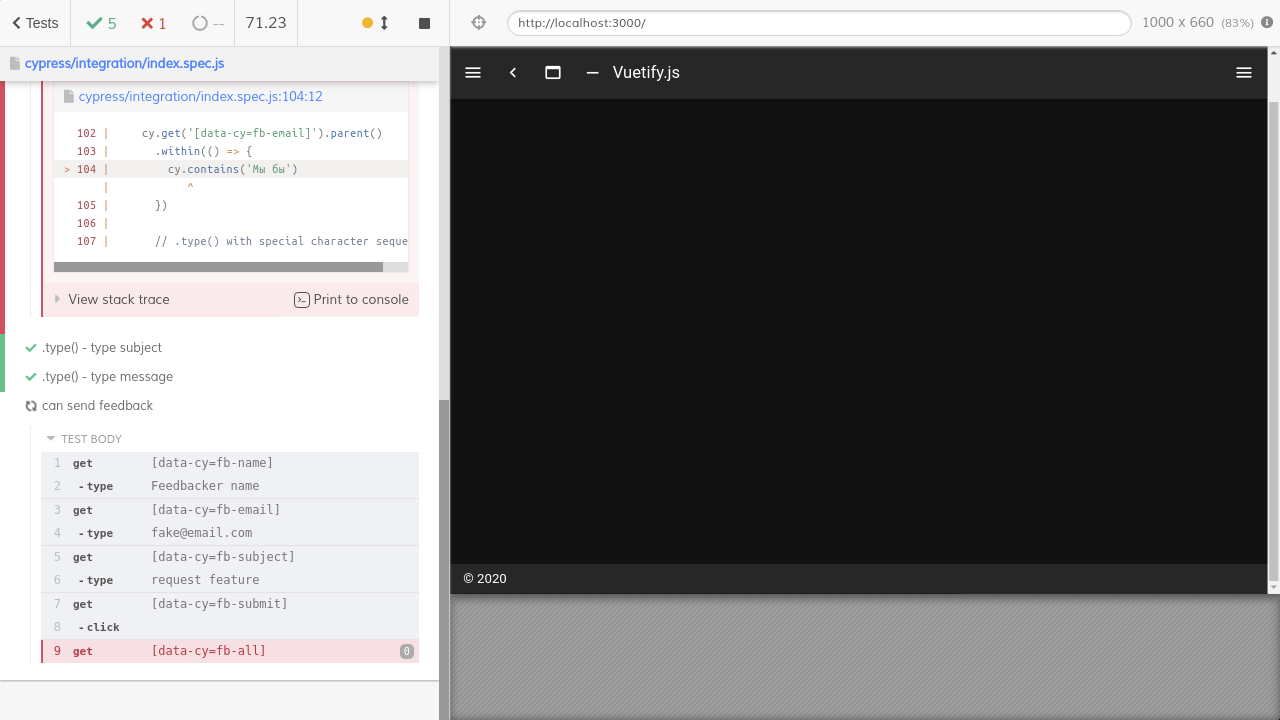 Tests
5
1
--
71.23
http://localhost:3000/
1000 x 660 (83%)
cypress/integration/index.spec.js
cypress/integration/index.spec.js:104:12
102 | cy.get('[data-cy=fb-email]').parent()
103 | .within(() => {
> 104 | cy.contains('Мы бы')
| ^
105 | })
106 |
107 | // .type() with special character seque
View stack trace
Print to console
.type() - type subject
.type() - type message
can send feedback
TEST BODY
1 get [data-cy=fb-name]
2 - type Feedbacker name
3 get [data-cy=fb-email]
4 - type fake@email.com
5 get [data-cy=fb-subject]
6 - type request feature
7 get [data-cy=fb-submit]
8 - click
9 get [data-cy=fb-all] 0
Vuetify.js
© 2020